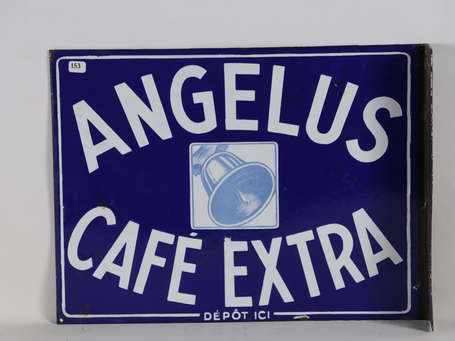 153
ANGELUS
CAFÉ EXTRA
DÉPÔT ICI